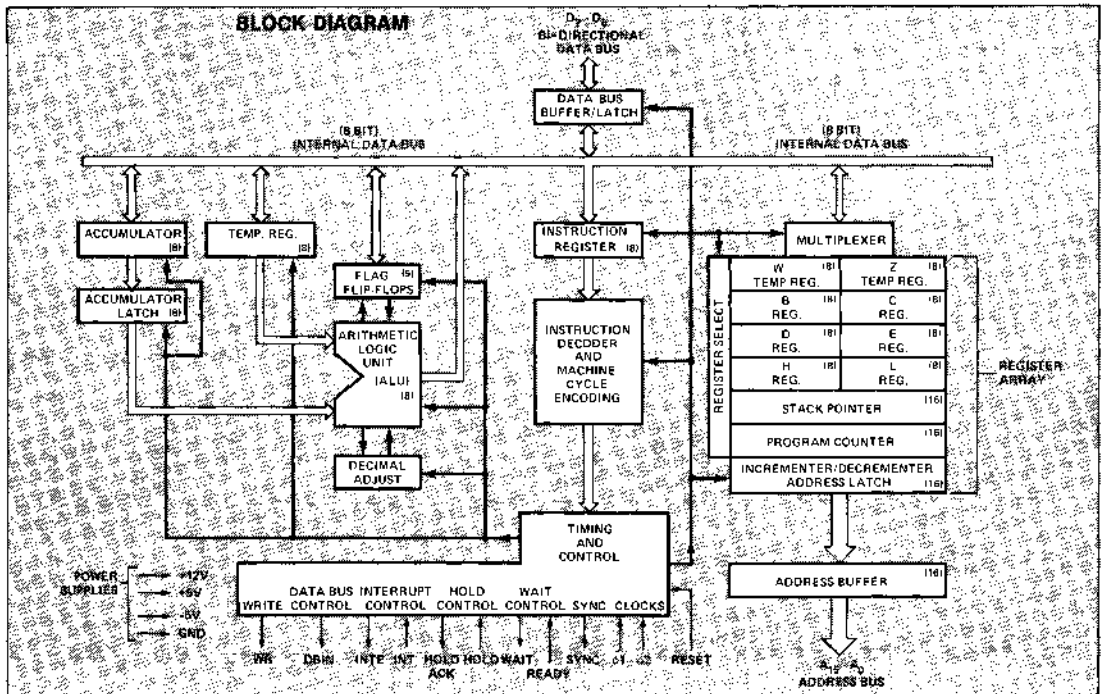 BLOCK DIAGRAM
D7 D0
BI-DIRECTIONAL
DATA BUS
DATA BUS
BUFFER/LATCH
(8 BIT)
INTERNAL DATA BUS
(8 BIT)
INTERNAL DATA BUS
ACCUMULATOR
(8)
TEMP. REG.
(8)
INSTRUCTION
REGISTER (8)
MULTIPLEXER
FLAG (5)
FLIP-FLOPS
ACCUMULATOR
LATCH (8)
ARITHMETIC
LOGIC
UNIT
(ALU)
(8)
DECIMAL
ADJUST
INSTRUCTION
DECODER
AND
MACHINE
CYCLE
ENCODING
REGISTER SELECT
W (8)
TEMP REG.
Z (8)
TEMP REG.
B (8)
REG.
C (8)
REG.
D (8)
REG.
E (8)
REG.
H (8)
REG.
L (8)
REG.
STACK POINTER (16)
PROGRAM COUNTER (16)
INCREMENTER/DECREMENTER
ADDRESS LATCH (16)
REGISTER
ARRAY
TIMING
AND
CONTROL
ADDRESS BUFFER (16)
POWER
SUPPLIES
+12V
+5V
-5V
GND
WRITE
DATA BUS
CONTROL
INTERRUPT
CONTROL
HOLD
CONTROL
WAIT
CONTROL
SYNC
CLOCKS
WR
DBIN
INTE
INT
HOLD
ACK
HOLD
WAIT
READY
SYNC
ϕ1
ϕ2
RESET
A15 A0
ADDRESS BUS